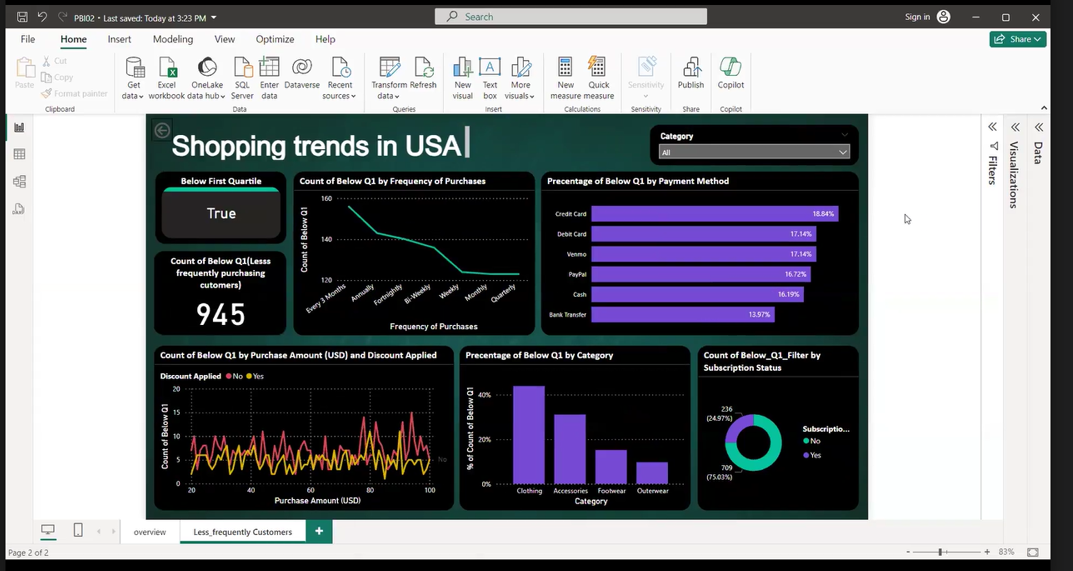 PBI02 • Last saved: Today at 3:23 PM
Search
Sign in
File Home Insert Modeling View Optimize Help
Share
Paste
Cut
Copy
Format painter
Clipboard
Get data
Excel workbook
OneLake data hub
SQL Server
Enter data
Dataverse
Recent sources
Data
Transform data
Refresh
Queries
New visual
Text box
More visuals
Insert
New measure
Quick measure
Calculations
Sensitivity
Sensitivity
Publish
Share
Copilot
Copilot
Shopping trends in USA
Category
All
Filters
Visualizations
Data
Below First Quartile
True
Count of Below Q1(Lesss
frequently purchasing
cutomers)
945
Count of Below Q1 by Frequency of Purchases
Count of Below Q1
160
140
120
Every 3 Months
Annually
Fortnightly
Bi-Weekly
Weekly
Monthly
Quarterly
Frequency of Purchases
Precentage of Below Q1 by Payment Method
Credit Card 18.84%
Debit Card 17.14%
Venmo 17.14%
PayPal 16.72%
Cash 16.19%
Bank Transfer 13.97%
Count of Below Q1 by Purchase Amount (USD) and Discount Applied
Discount Applied No Yes
Count of Below Q1
20
15
10
5
0
No
20 40 60 80 100
Purchase Amount (USD)
Precentage of Below Q1 by Category
% of Count of Below Q1
40%
20%
0%
Clothing Accessories Footwear Outerwear
Category
Count of Below_Q1_Filter by
Subscription Status
236
(24.97%)
709
(75.03%)
Subscriptio...
No
Yes
overview
Less_frequently Customers
+
Page 2 of 2
- + 83%